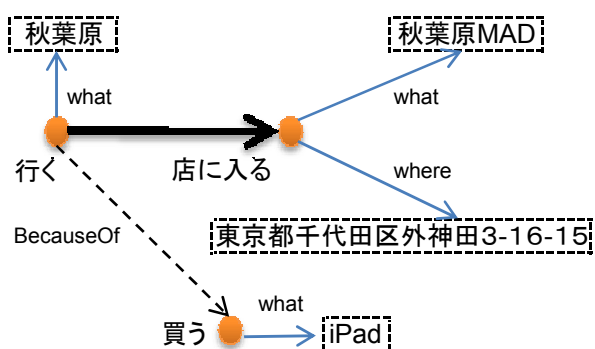 秋葉原
秋葉原MAD
what
what
行く
店に入る
where
BecauseOf
東京都千代田区外神田3-16-15
what
買う
iPad